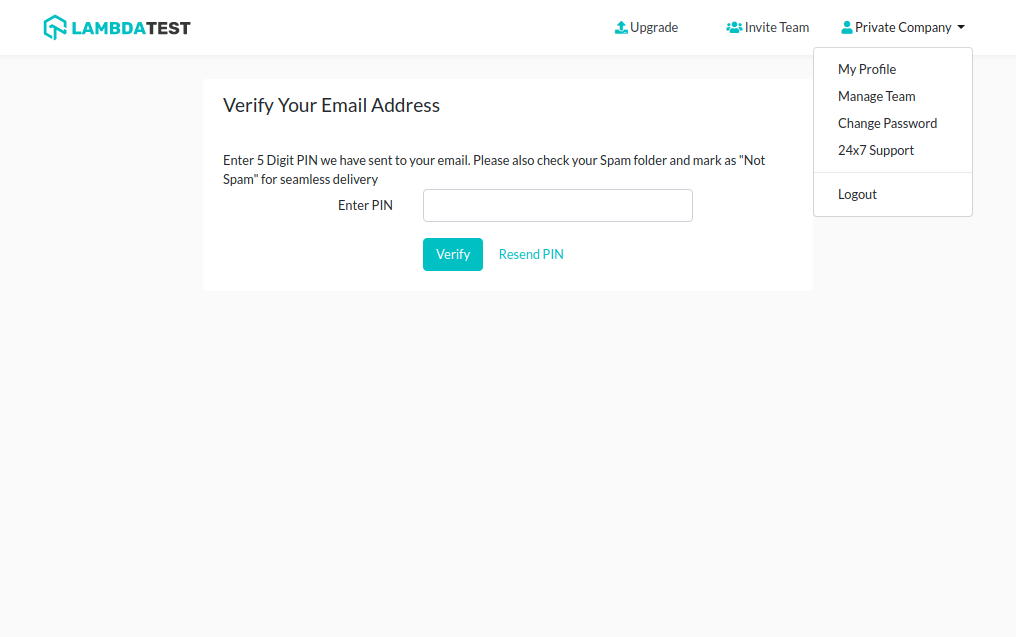 LAMBDATEST
Upgrade
Invite Team
Private Company
My Profile
Manage Team
Change Password
24x7 Support
Logout
Verify Your Email Address
Enter 5 Digit PIN we have sent to your email. Please also check your Spam folder and mark as "Not
Spam" for seamless delivery
Enter PIN
Verify
Resend PIN